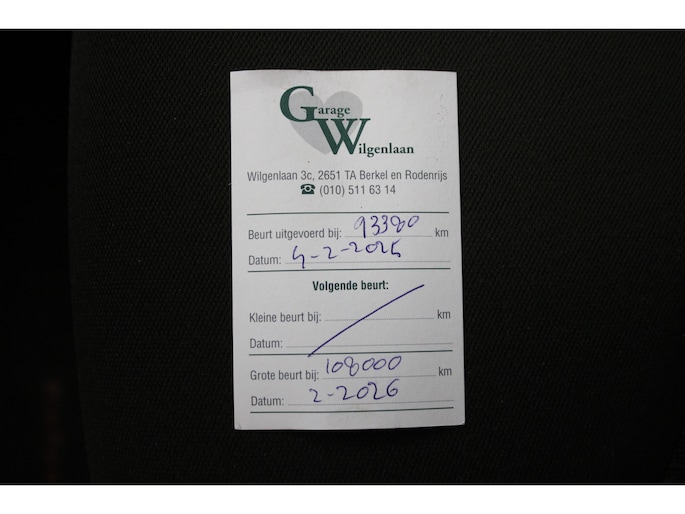 Garage
Wilgenlaan
Wilgenlaan 3c, 2651 TA Berkel en Rodenrijs
☎ (010) 511 63 14
Beurt uitgevoerd bij: 93380 km
Datum: 4-2-2025
Volgende beurt:
Kleine beurt bij: km
Datum:
Grote beurt bij: 108000 km
Datum: 2-2026